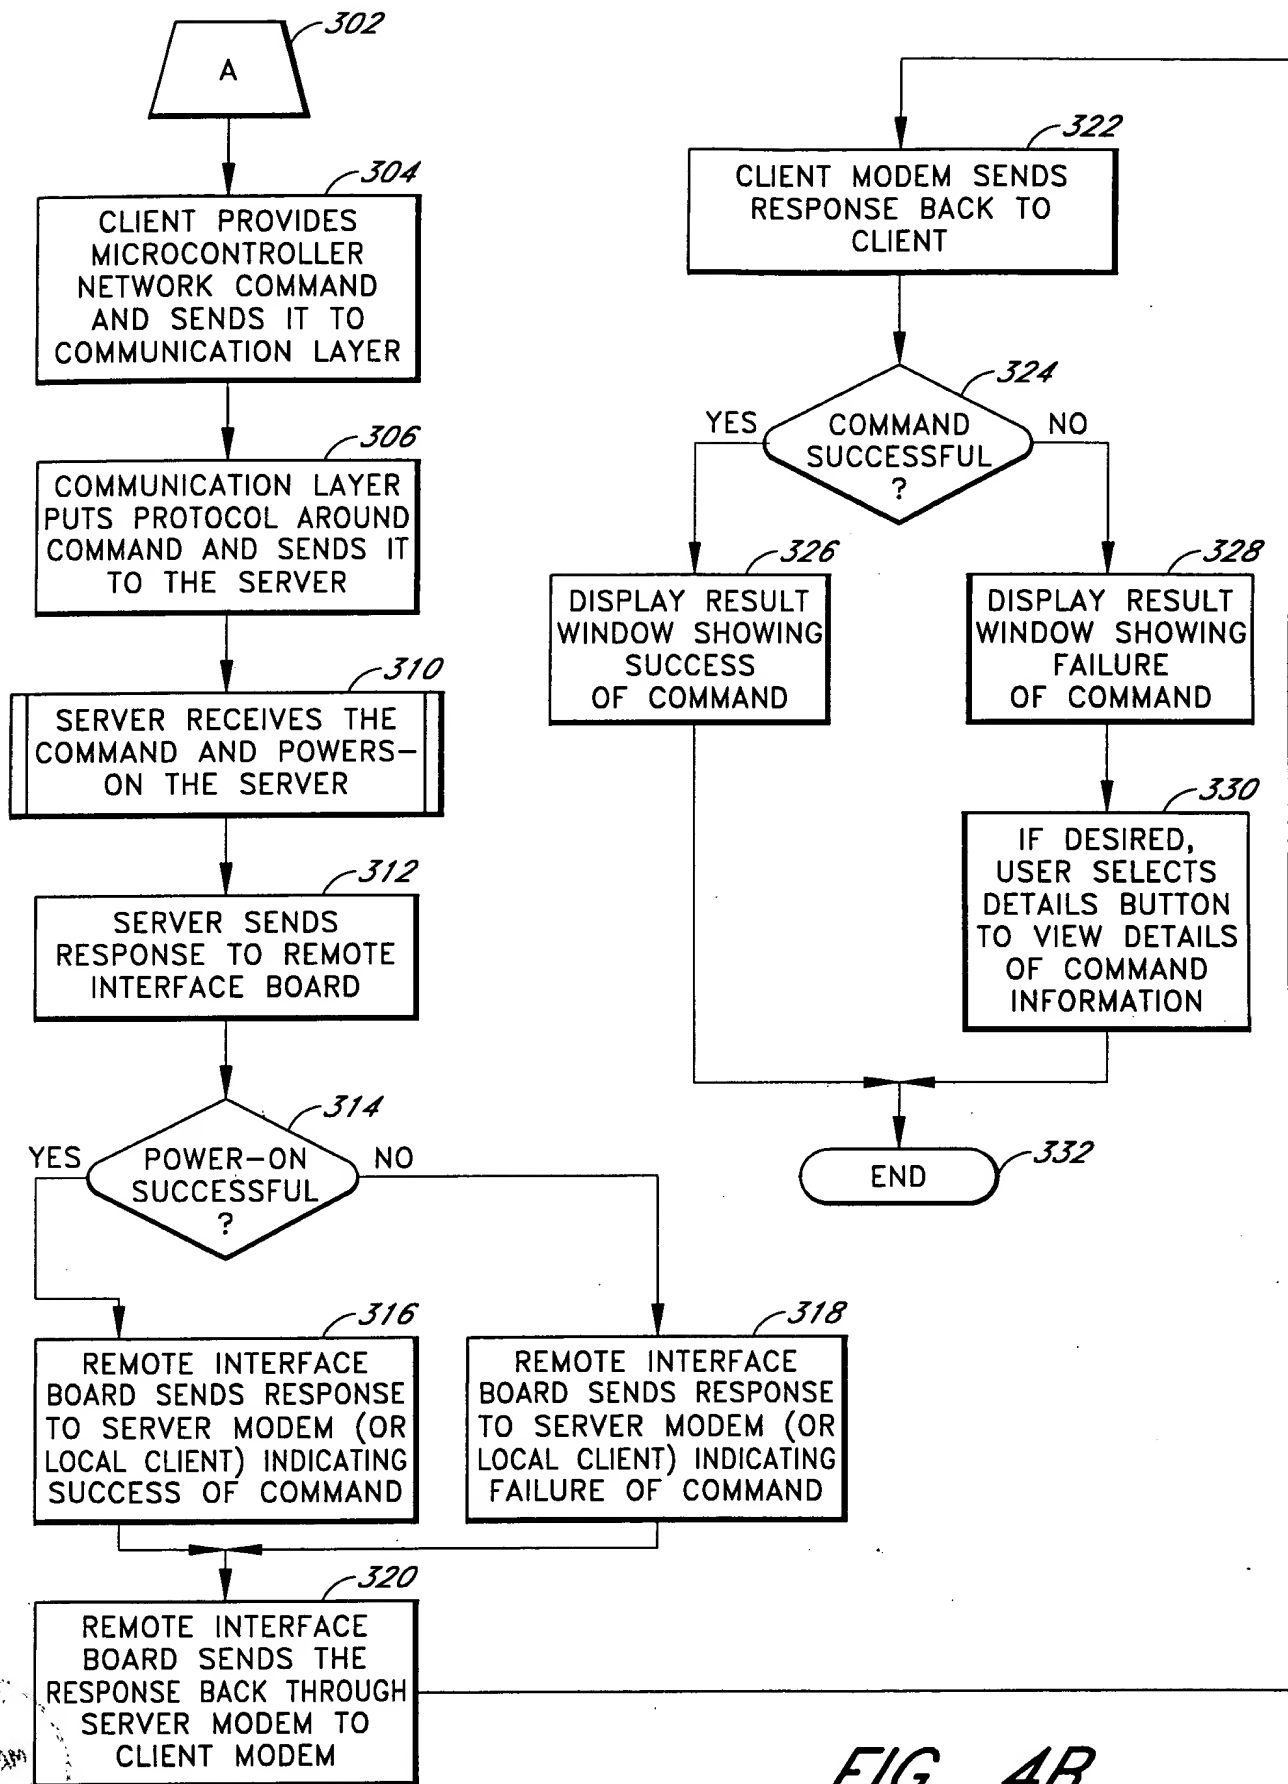 302
A
304
CLIENT PROVIDES
MICROCONTROLLER
NETWORK COMMAND
AND SENDS IT TO
COMMUNICATION LAYER
306
COMMUNICATION LAYER
PUTS PROTOCOL AROUND
COMMAND AND SENDS IT
TO THE SERVER
310
SERVER RECEIVES THE
COMMAND AND POWERS-
ON THE SERVER
312
SERVER SENDS
RESPONSE TO REMOTE
INTERFACE BOARD
314
YES
POWER-ON
SUCCESSFUL
?
NO
316
REMOTE INTERFACE
BOARD SENDS RESPONSE
TO SERVER MODEM (OR
LOCAL CLIENT) INDICATING
SUCCESS OF COMMAND
318
REMOTE INTERFACE
BOARD SENDS RESPONSE
TO SERVER MODEM (OR
LOCAL CLIENT) INDICATING
FAILURE OF COMMAND
320
REMOTE INTERFACE
BOARD SENDS THE
RESPONSE BACK THROUGH
SERVER MODEM TO
CLIENT MODEM
322
CLIENT MODEM SENDS
RESPONSE BACK TO
CLIENT
324
YES
COMMAND
SUCCESSFUL
?
NO
326
DISPLAY RESULT
WINDOW SHOWING
SUCCESS
OF COMMAND
328
DISPLAY RESULT
WINDOW SHOWING
FAILURE
OF COMMAND
330
IF DESIRED,
USER SELECTS
DETAILS BUTTON
TO VIEW DETAILS
OF COMMAND
INFORMATION
END
332
FIG. 4B